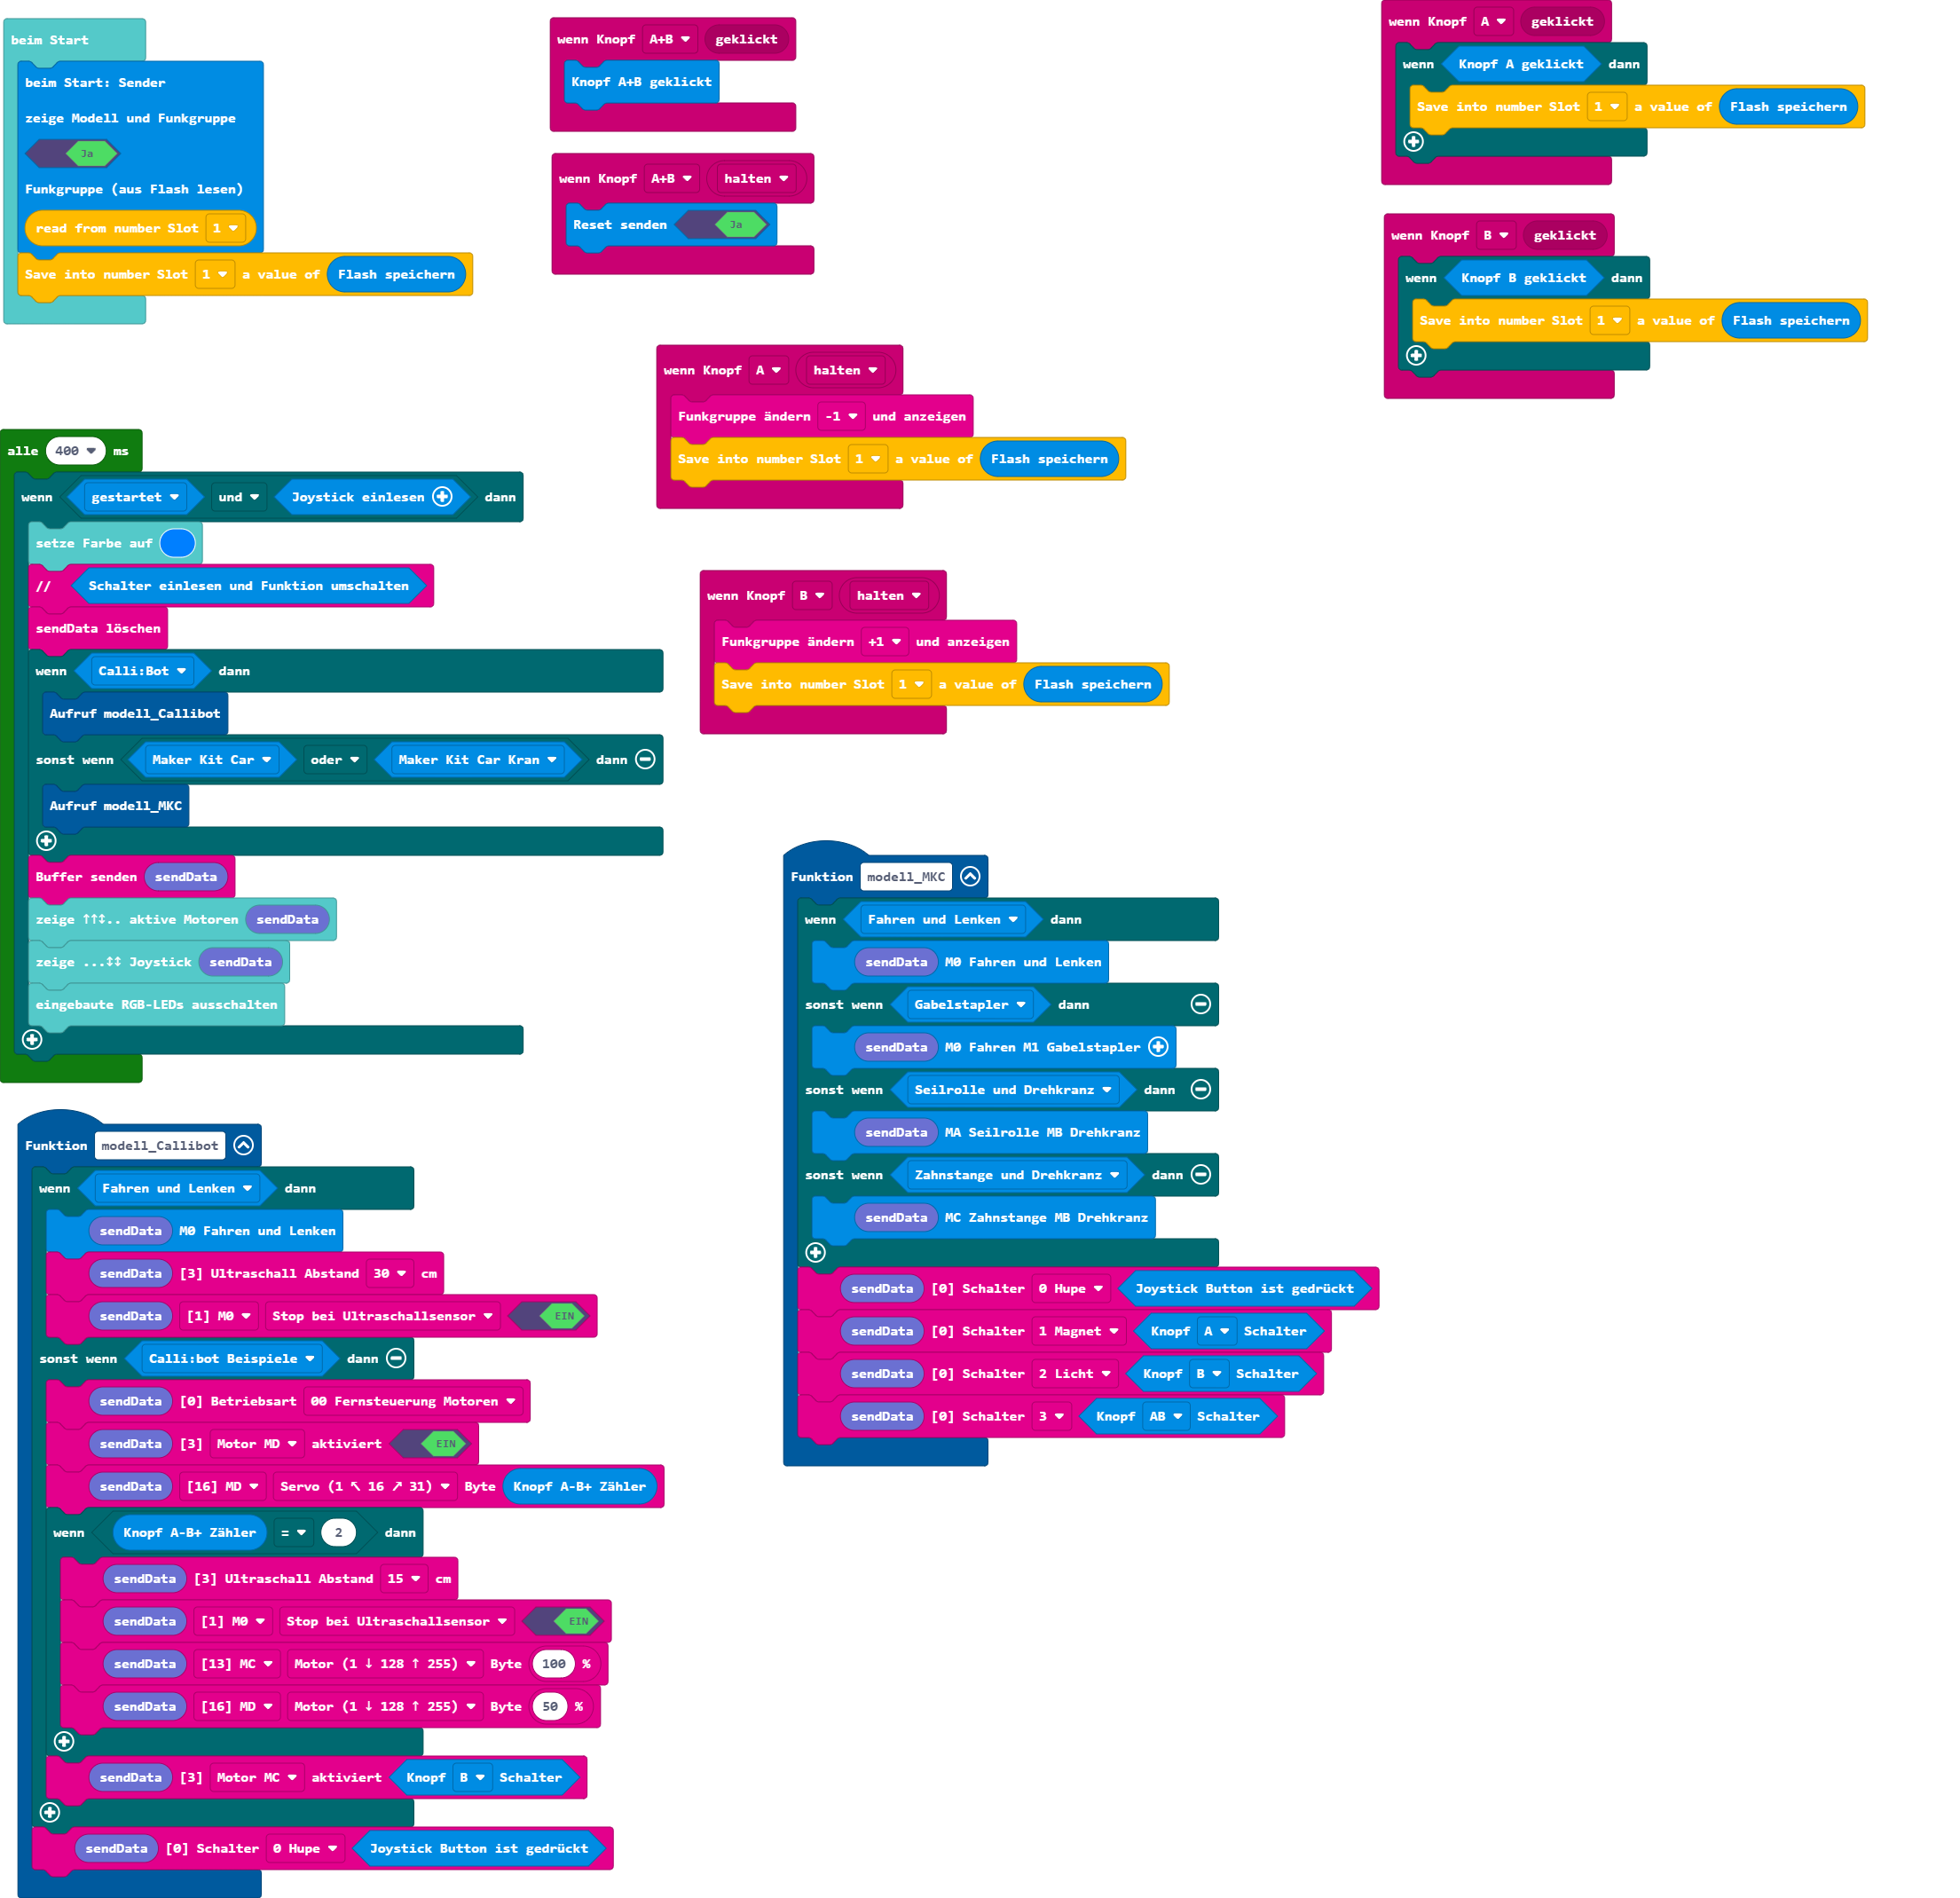 beim Start
beim Start: Sender
zeige Modell und Funkgruppe
Ja
Funkgruppe (aus Flash lesen)
read from number Slot 1
Save into number Slot 1 a value of Flash speichern
wenn Knopf A+B geklickt
Knopf A+B geklickt
wenn Knopf A+B halten
Reset senden Ja
wenn Knopf A geklickt
wenn Knopf A geklickt dann
Save into number Slot 1 a value of Flash speichern
wenn Knopf B geklickt
wenn Knopf B geklickt dann
Save into number Slot 1 a value of Flash speichern
wenn Knopf A halten
Funkgruppe ändern -1 und anzeigen
Save into number Slot 1 a value of Flash speichern
wenn Knopf B halten
Funkgruppe ändern +1 und anzeigen
Save into number Slot 1 a value of Flash speichern
alle 400 ms
wenn gestartet und Joystick einlesen dann
setze Farbe auf
// Schalter einlesen und Funktion umschalten
sendData löschen
wenn Calli:Bot dann
Aufruf modell_Callibot
sonst wenn Maker Kit Car oder Maker Kit Car Kran dann
Aufruf modell_MKC
Buffer senden sendData
zeige ↑↑↕.. aktive Motoren sendData
zeige ...↕↕ Joystick sendData
eingebaute RGB-LEDs ausschalten
Funktion modell_MKC
wenn Fahren und Lenken dann
sendData M0 Fahren und Lenken
sonst wenn Gabelstapler dann
sendData M0 Fahren M1 Gabelstapler
sonst wenn Seilrolle und Drehkranz dann
sendData MA Seilrolle MB Drehkranz
sonst wenn Zahnstange und Drehkranz dann
sendData MC Zahnstange MB Drehkranz
sendData [0] Schalter 0 Hupe Joystick Button ist gedrückt
sendData [0] Schalter 1 Magnet Knopf A Schalter
sendData [0] Schalter 2 Licht Knopf B Schalter
sendData [0] Schalter 3 Knopf AB Schalter
Funktion modell_Callibot
wenn Fahren und Lenken dann
sendData M0 Fahren und Lenken
sendData [3] Ultraschall Abstand 30 cm
sendData [1] M0 Stop bei Ultraschallsensor EIN
sonst wenn Calli:bot Beispiele dann
sendData [0] Betriebsart 00 Fernsteuerung Motoren
sendData [3] Motor MD aktiviert EIN
sendData [16] MD Servo (1 ↖ 16 ↗ 31) Byte Knopf A-B+ Zähler
wenn Knopf A-B+ Zähler = 2 dann
sendData [3] Ultraschall Abstand 15 cm
sendData [1] M0 Stop bei Ultraschallsensor EIN
sendData [13] MC Motor (1 ↓ 128 ↑ 255) Byte 100 %
sendData [16] MD Motor (1 ↓ 128 ↑ 255) Byte 50 %
sendData [3] Motor MC aktiviert Knopf B Schalter
sendData [0] Schalter 0 Hupe Joystick Button ist gedrückt